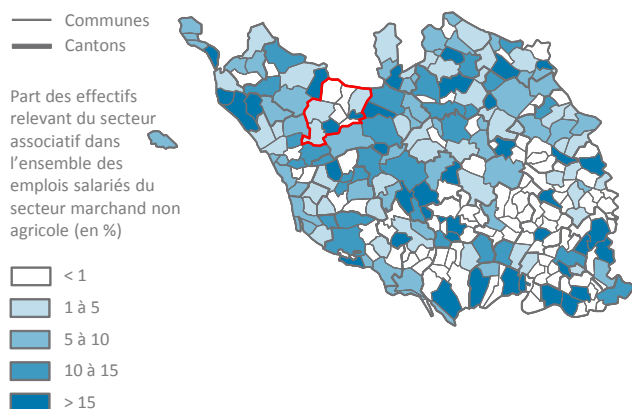 Communes
Cantons
Part des effectifs
relevant du secteur
associatif dans
l'ensemble des
emplois salariés du
secteur marchand non
agricole (en %)
< 1
1 à 5
5 à 10
10 à 15
> 15